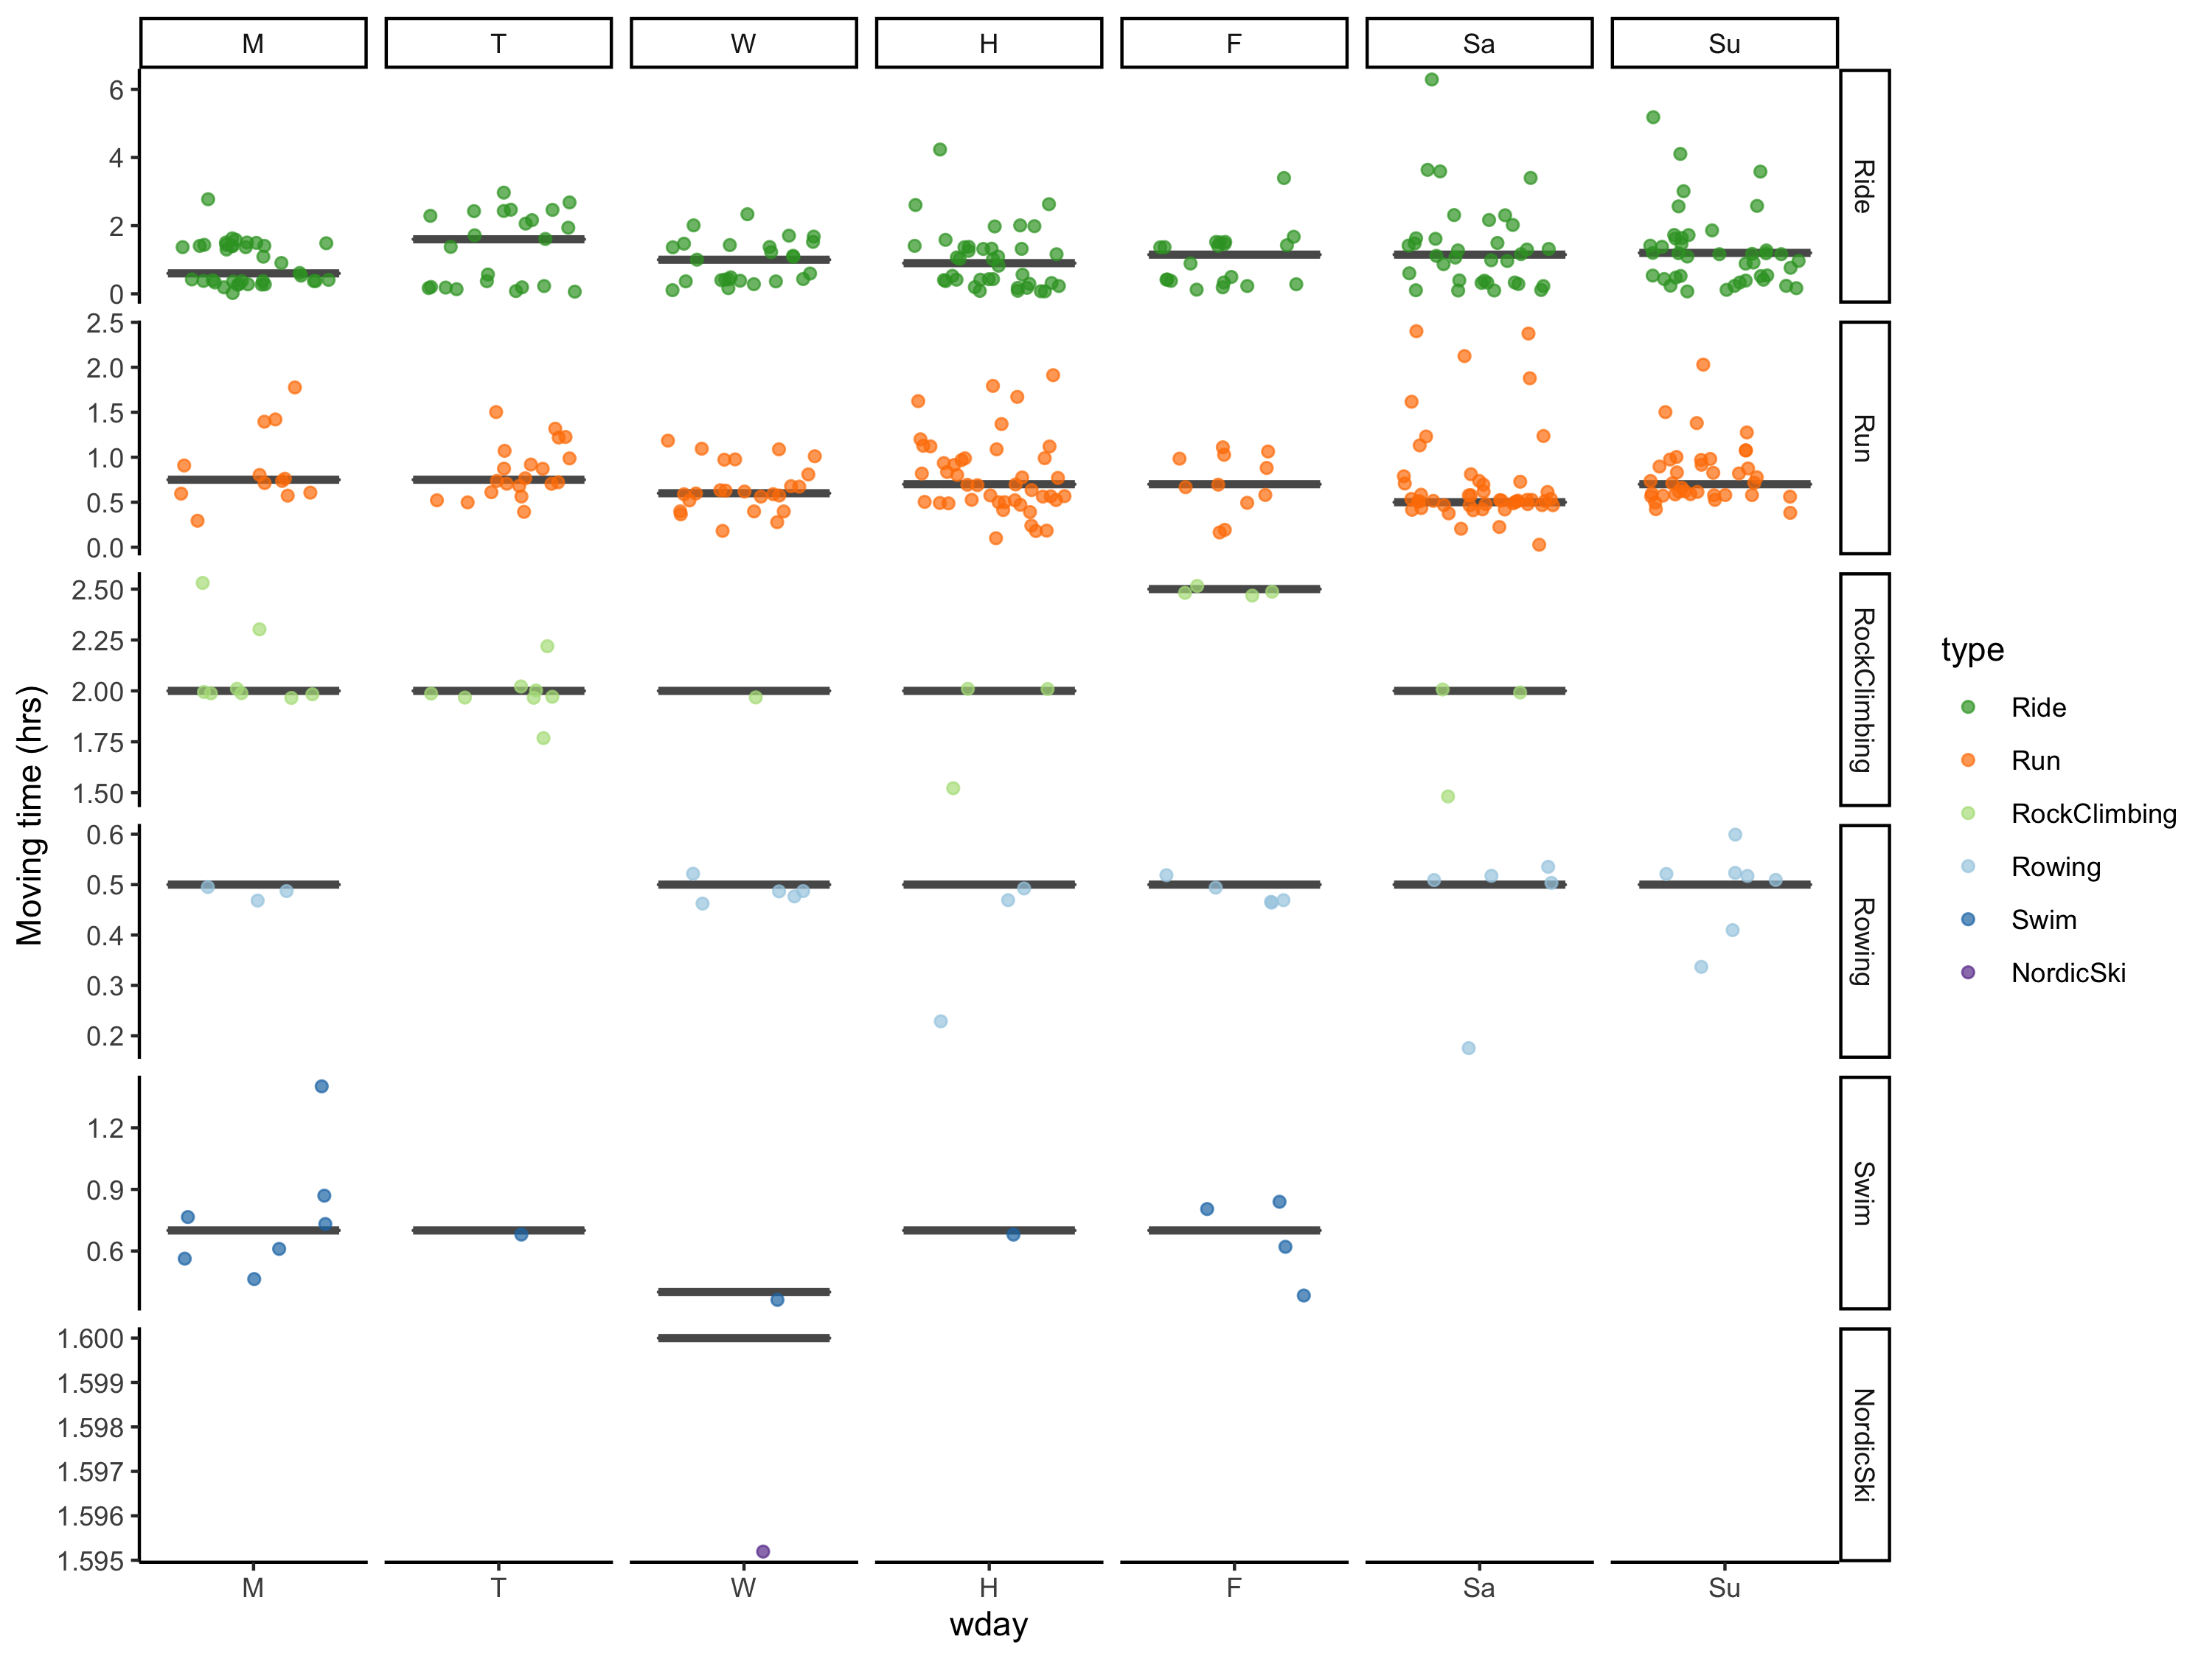 M T W H F Sa Su
6
4
2
0
Ride
2.5
2.0
1.5
1.0
0.5
0.0
Run
2.50
2.25
2.00
1.75
1.50
RockClimbing
0.6
0.5
0.4
0.3
0.2
Rowing
1.2
0.9
0.6
Swim
1.600
1.599
1.598
1.597
1.596
1.595
NordicSki
M T W H F Sa Su
wday
Moving time (hrs)
type
Ride
Run
RockClimbing
Rowing
Swim
NordicSki